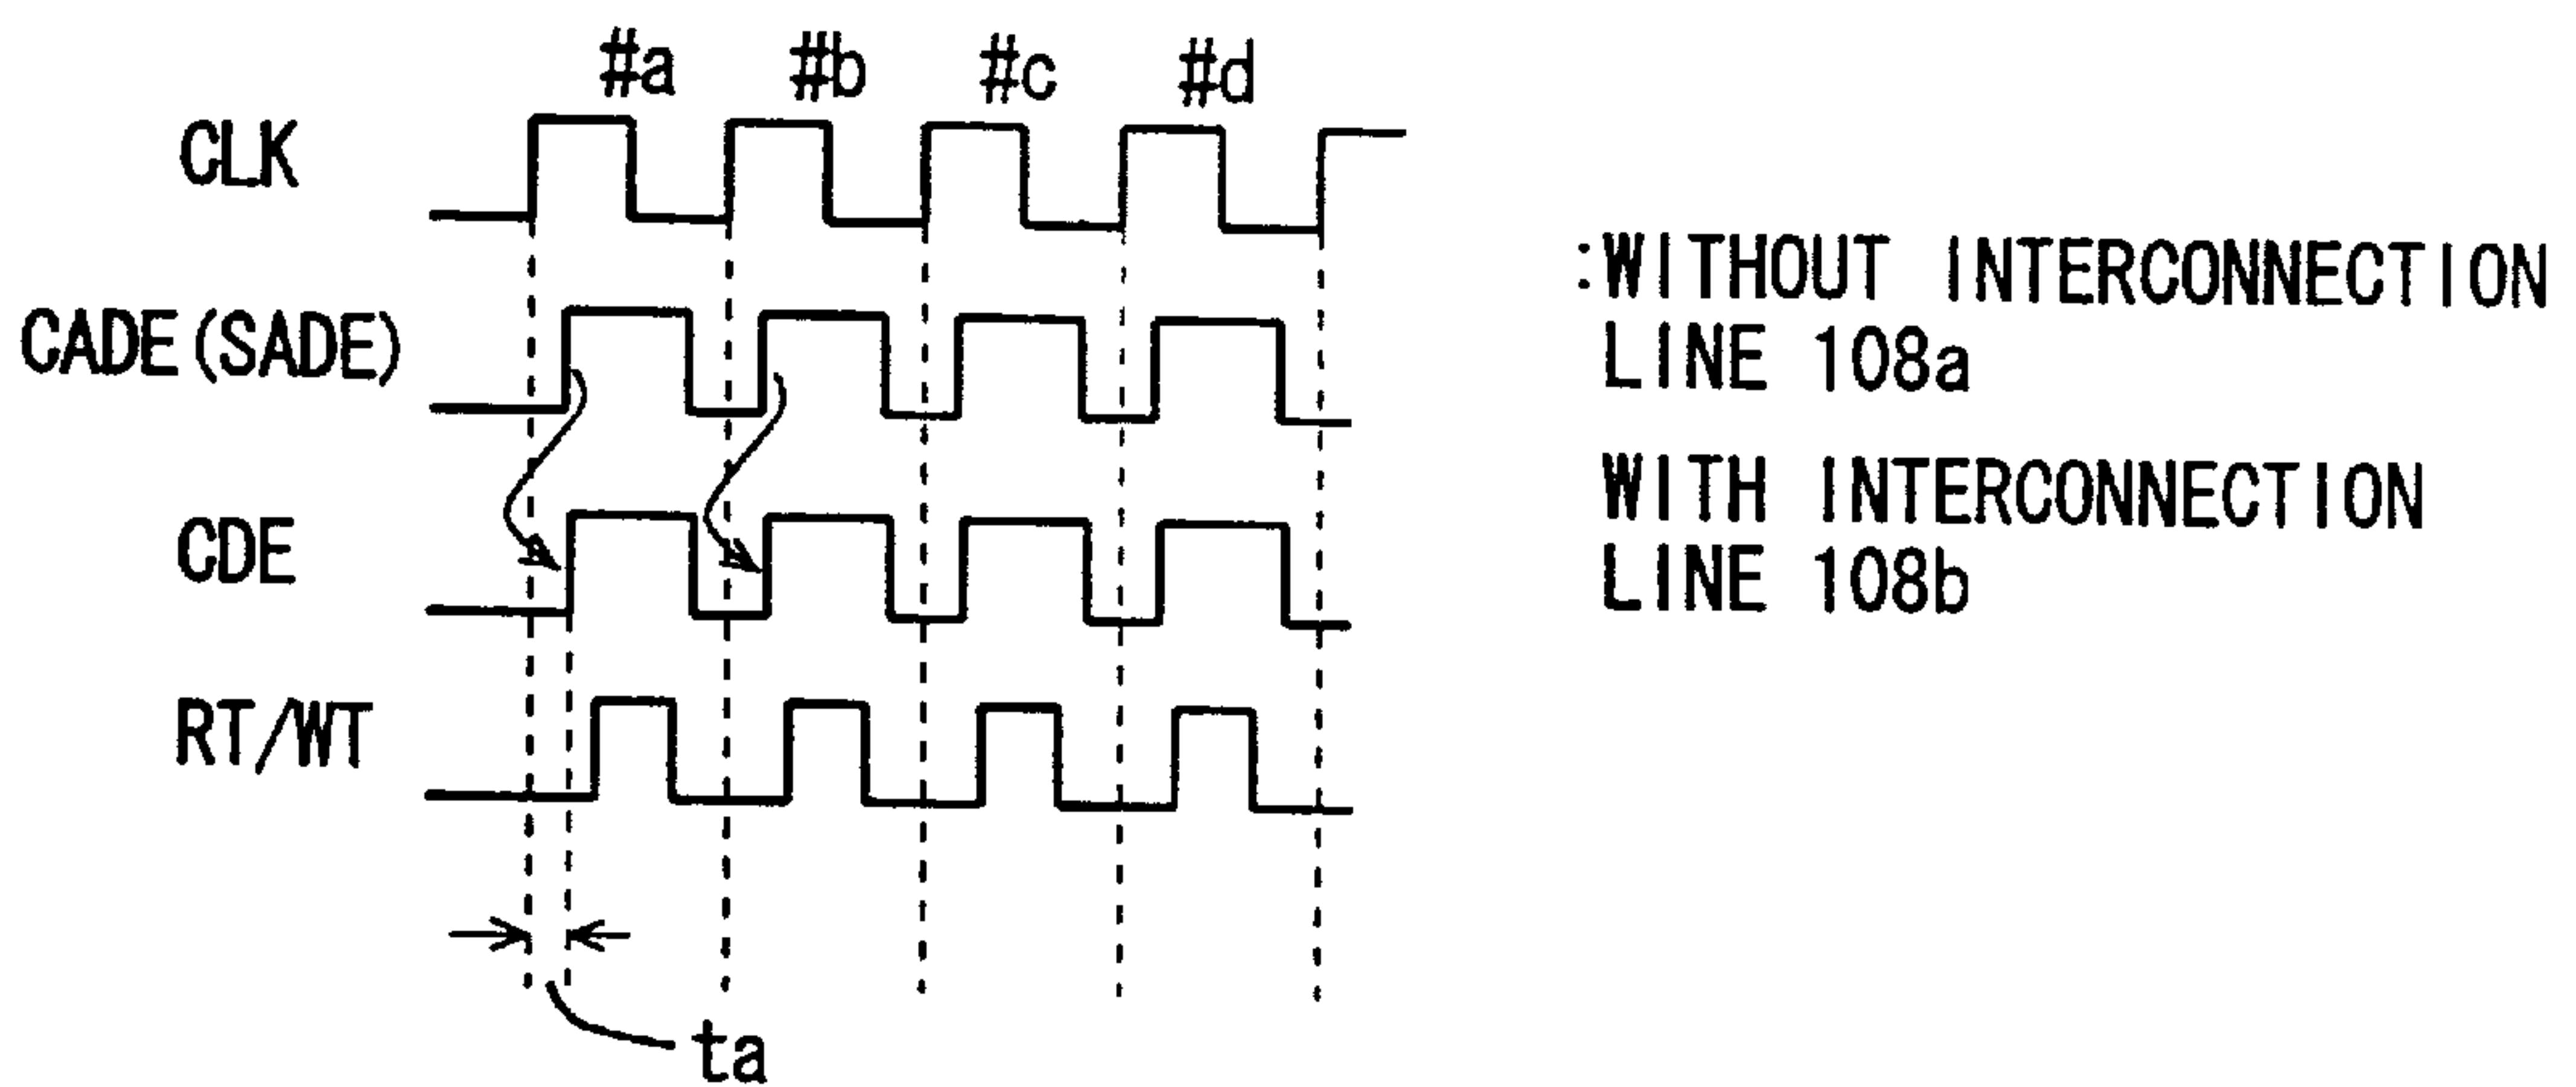 #a #b #c #d
CLK
CADE(SADE)
CDE
RT/WT
ta
:WITHOUT INTERCONNECTION
LINE 108a
WITH INTERCONNECTION
LINE 108b